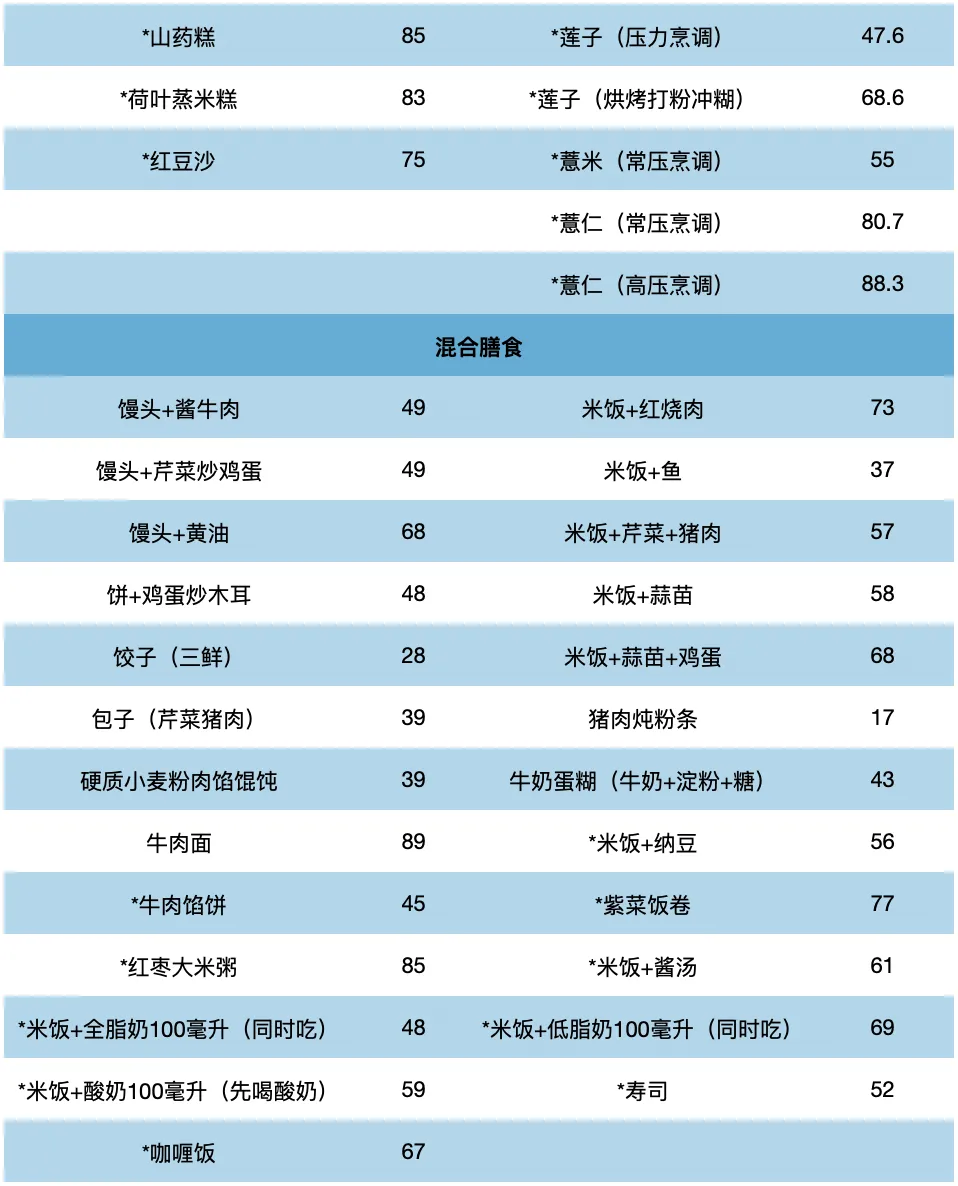 *山药糕 85 *莲子（压力烹调） 47.6
*荷叶蒸米糕 83 *莲子（烘烤打粉冲糊） 68.6
*红豆沙 75 *薏米（常压烹调） 55
*薏仁（常压烹调） 80.7
*薏仁（高压烹调） 88.3
混合膳食
馒头+酱牛肉 49 米饭+红烧肉 73
馒头+芹菜炒鸡蛋 49 米饭+鱼 37
馒头+黄油 68 米饭+芹菜+猪肉 57
饼+鸡蛋炒木耳 48 米饭+蒜苗 58
饺子（三鲜） 28 米饭+蒜苗+鸡蛋 68
包子（芹菜猪肉） 39 猪肉炖粉条 17
硬质小麦粉肉馅馄饨 39 牛奶蛋糊（牛奶+淀粉+糖） 43
牛肉面 89 *米饭+纳豆 56
*牛肉馅饼 45 *紫菜饭卷 77
*红枣大米粥 85 *米饭+酱汤 61
*米饭+全脂奶100毫升（同时吃） 48 *米饭+低脂奶100毫升（同时吃） 69
*米饭+酸奶100毫升（先喝酸奶） 59 *寿司 52
*咖喱饭 67